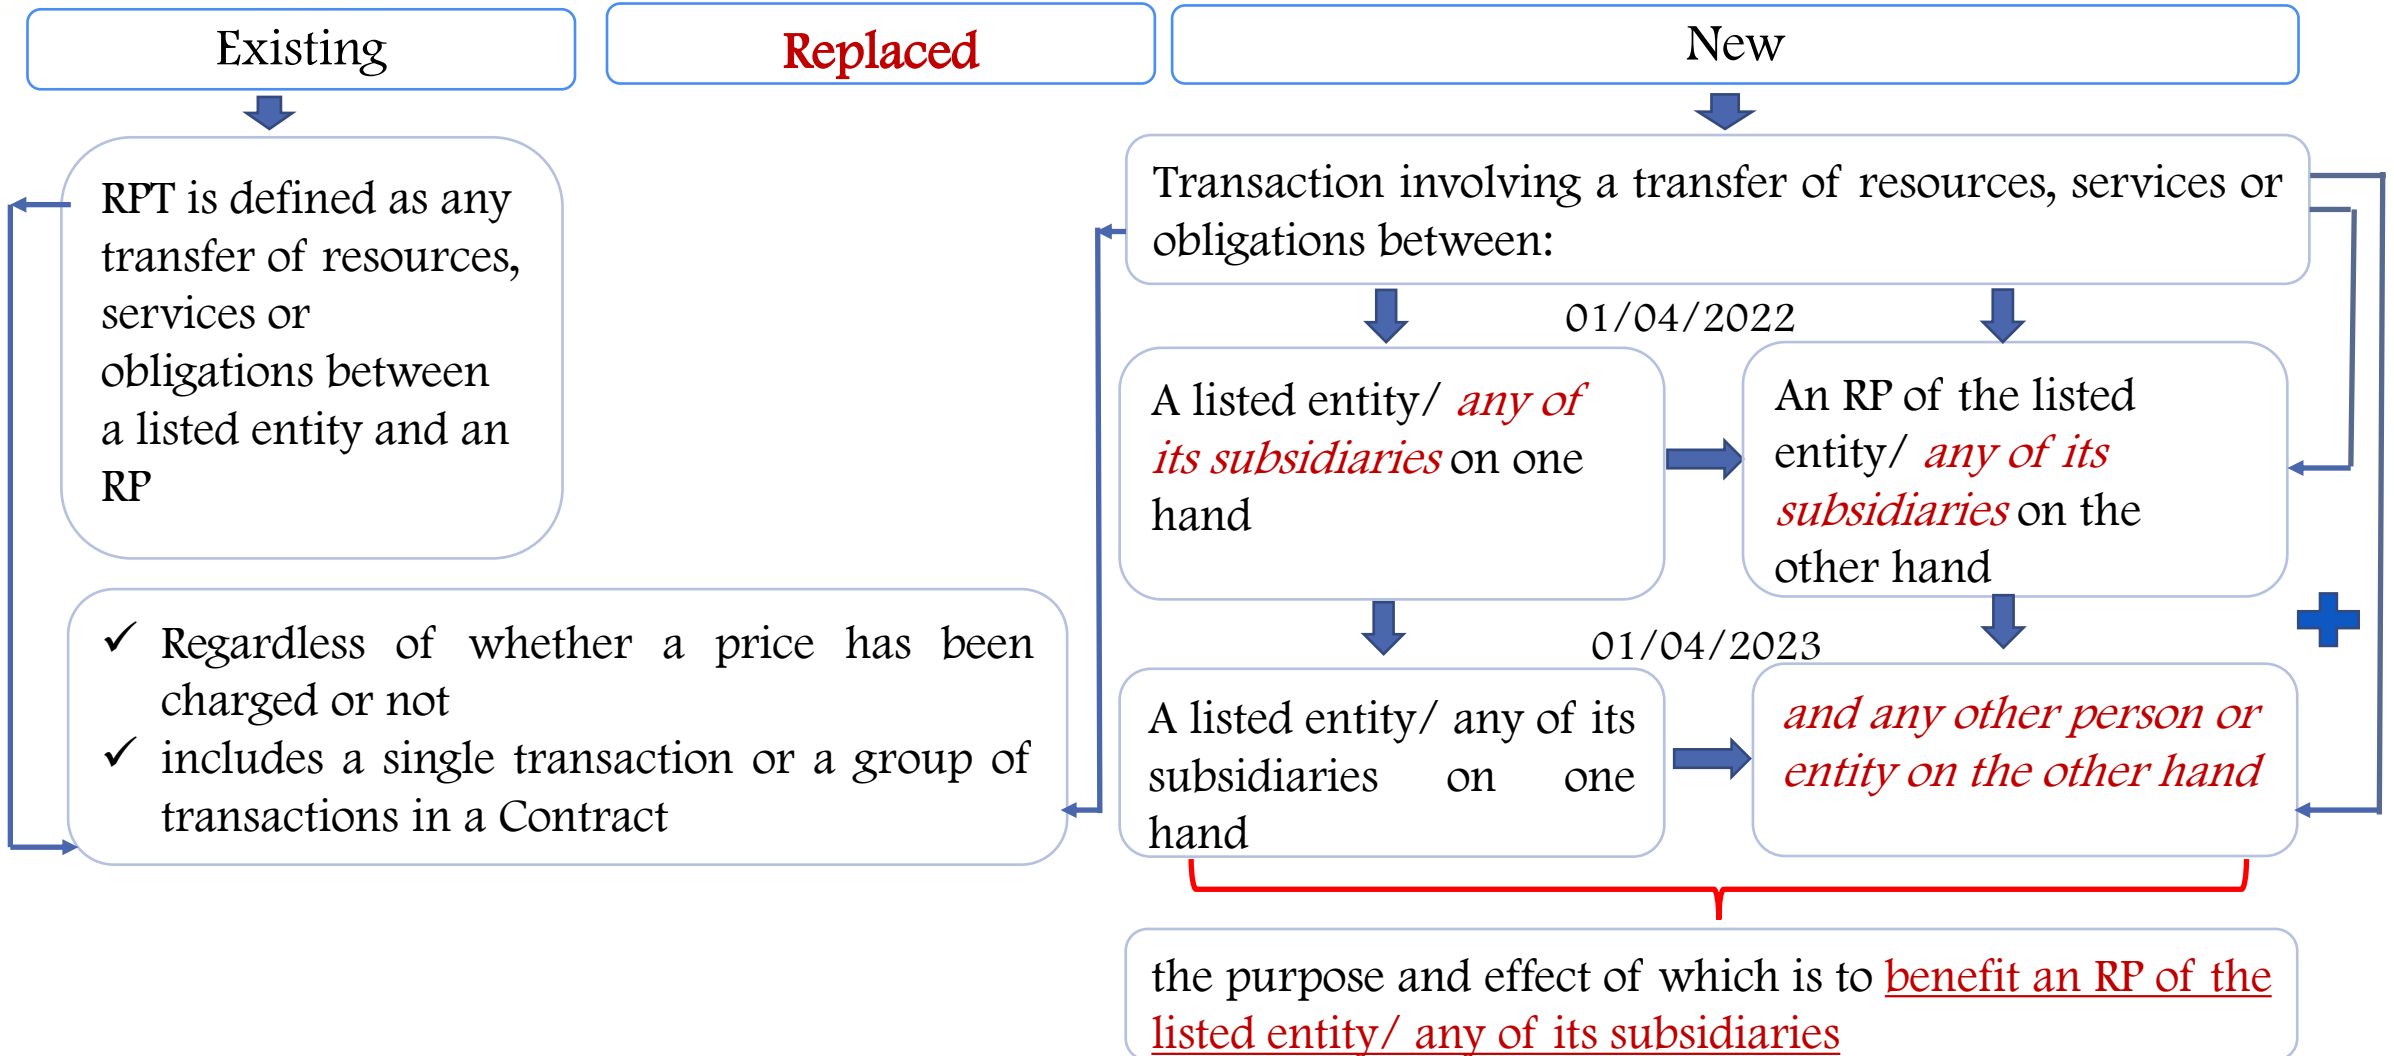 Existing
Replaced
New
RPT is defined as any
transfer of resources,
services or
obligations between
a listed entity and an
RP
✓ Regardless of whether a price has been
charged or not
✓ includes a single transaction or a group of
transactions in a Contract
Transaction involving a transfer of resources, services or
obligations between:
01/04/2022
A listed entity/ any of
its subsidiaries on one
hand
An RP of the listed
entity/ any of its
subsidiaries on the
other hand
01/04/2023
A listed entity/ any of its
subsidiaries on one
hand
and any other person or
entity on the other hand
the purpose and effect of which is to benefit an RP of the
listed entity/ any of its subsidiaries